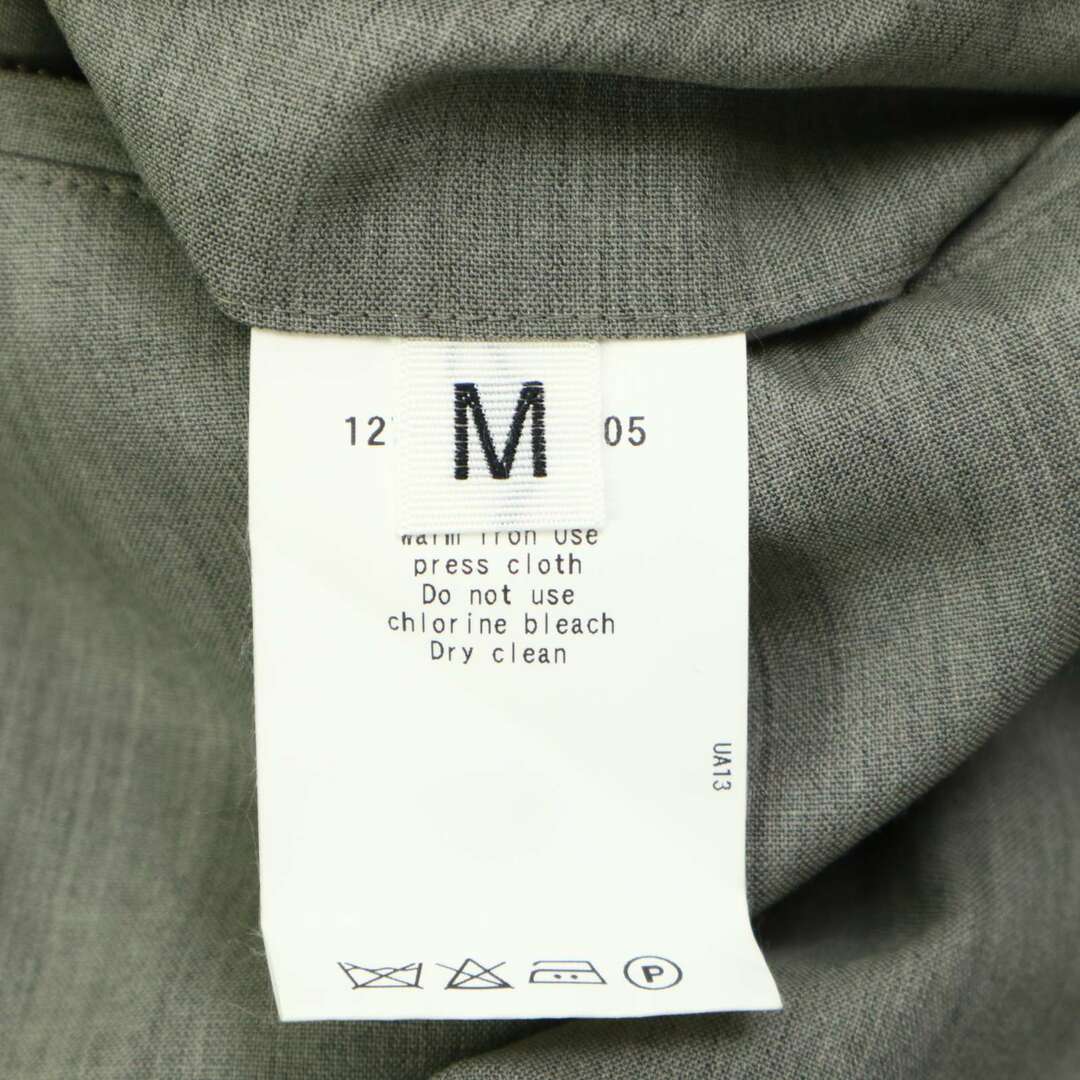 M
12 05
warm iron Use
press cloth
Do not use
chlorine bleach
Dry clean
UA13
P